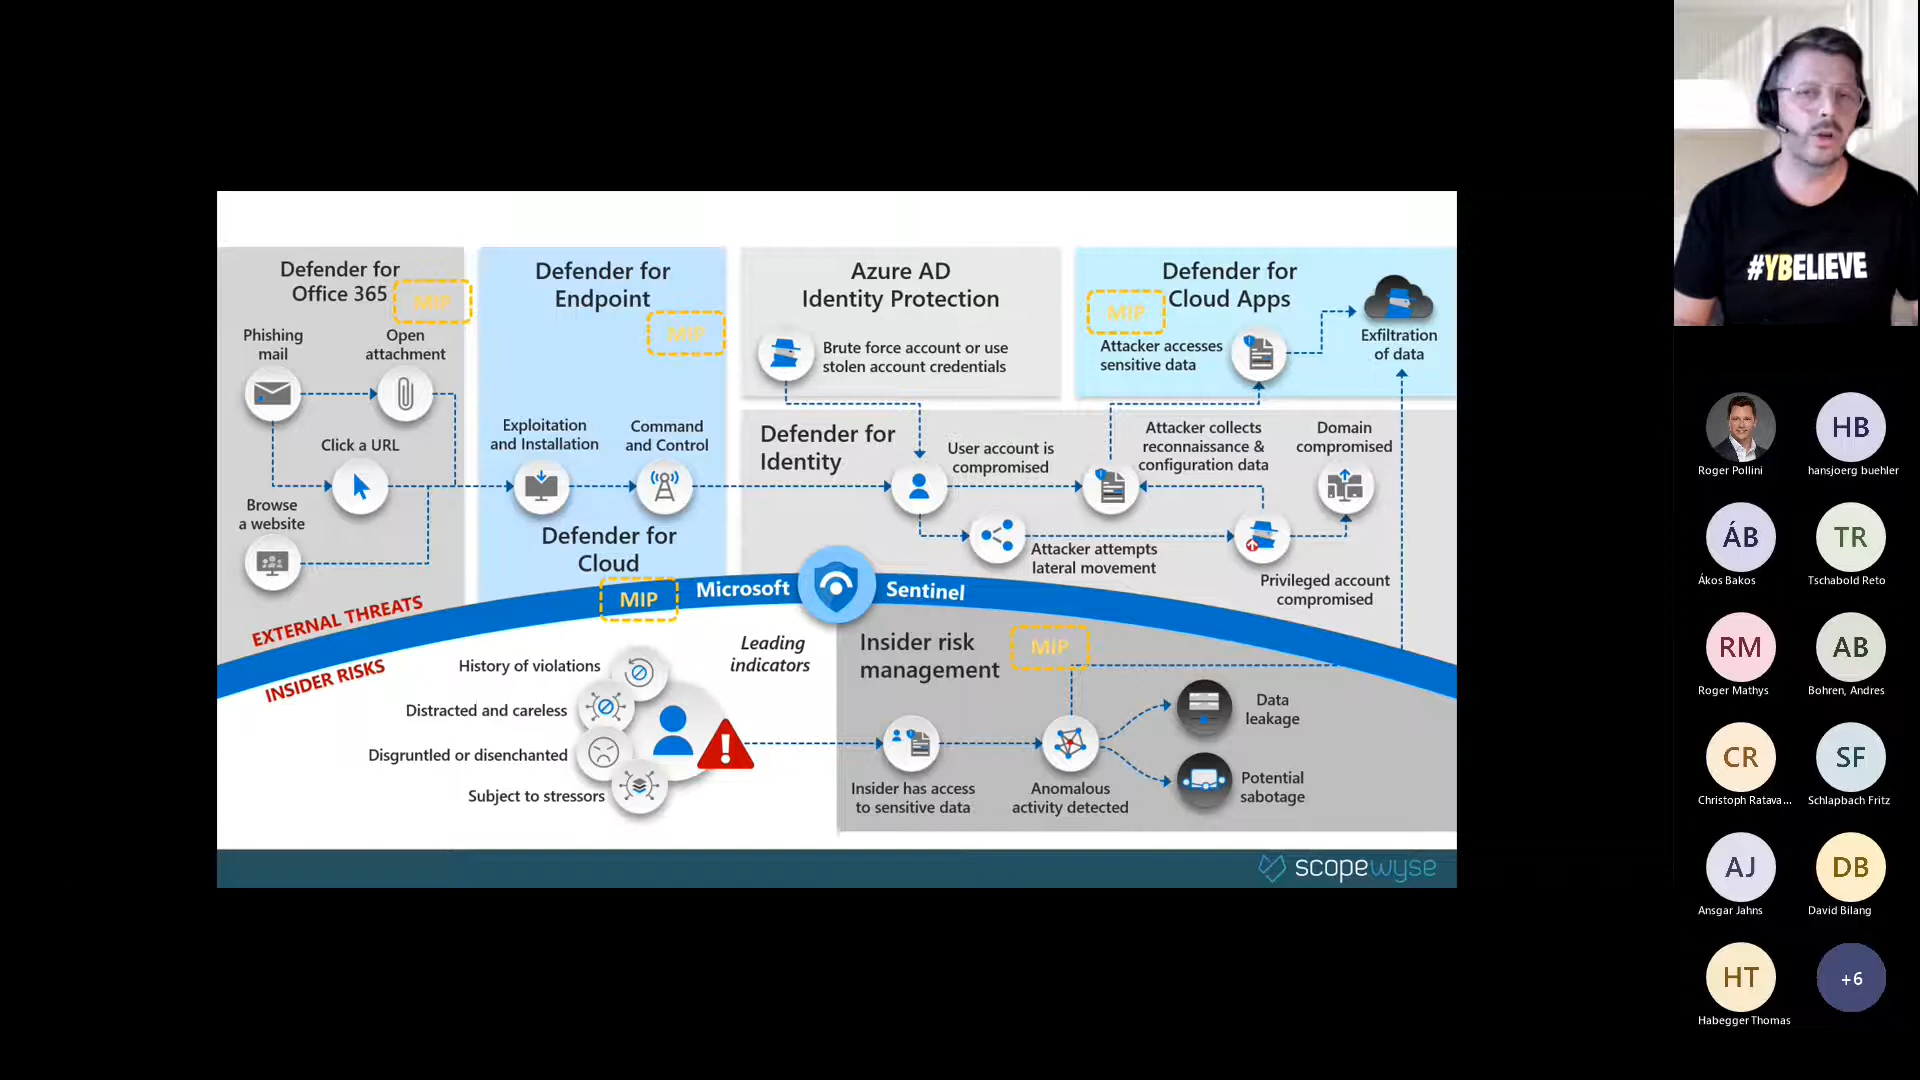 Defender for
Office 365
MIP
Phishing
mail
Open
attachment
Click a URL
Browse
a website
EXTERNAL THREATS
INSIDER RISKS
Defender for
Endpoint
MIP
Exploitation
and Installation
Command
and Control
Defender for
Cloud
MIP
Microsoft
Sentinel
Azure AD
Identity Protection
Brute force account or use
stolen account credentials
Defender for
Cloud Apps
MIP
Attacker accesses
sensitive data
Exfiltration
of data
Defender for
Identity
User account is
compromised
Attacker collects
reconnaissance &
configuration data
Domain
compromised
Attacker attempts
lateral movement
Privileged account
compromised
Leading
indicators
History of violations
Distracted and careless
Disgruntled or disenchanted
Subject to stressors
Insider risk
management
MIP
Insider has access
to sensitive data
Anomalous
activity detected
Data
leakage
Potential
sabotage
scopewyse
#YBELIEVE
Roger Pollini
HB
hansjoerg buehler
ÁB
Ákos Bakos
TR
Tschabold Reto
RM
Roger Mathys
AB
Bohren, Andres
CR
Christoph Ratava...
SF
Schlapbach Fritz
AJ
Ansgar Jahns
DB
David Bilang
HT
Habegger Thomas
+6